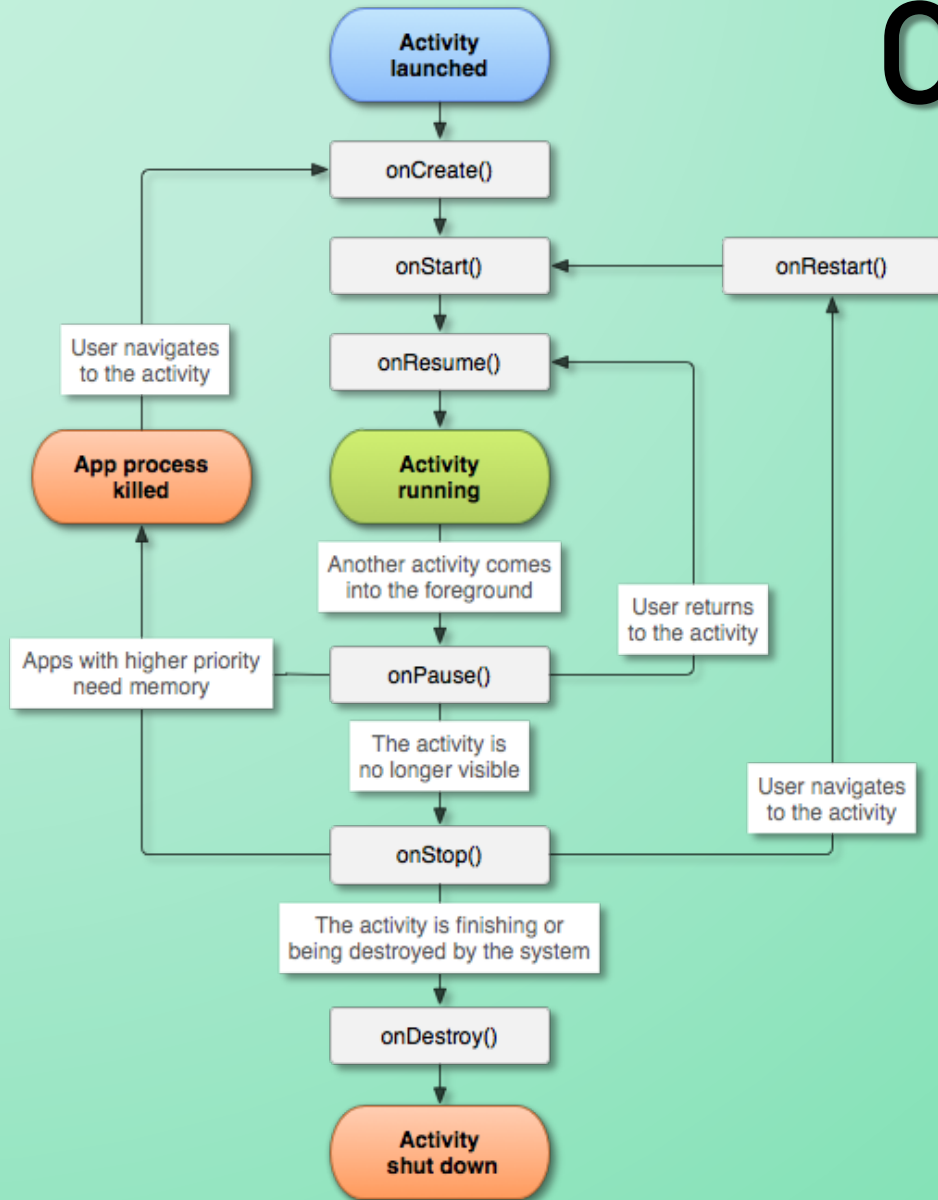 Activity
launched
onCreate()
onStart()
onRestart()
onResume()
User navigates
to the activity
App process
killed
Activity
running
Another activity comes
into the foreground
User returns
to the activity
Apps with higher priority
need memory
onPause()
The activity is
no longer visible
User navigates
to the activity
onStop()
The activity is finishing or
being destroyed by the system
onDestroy()
Activity
shut down